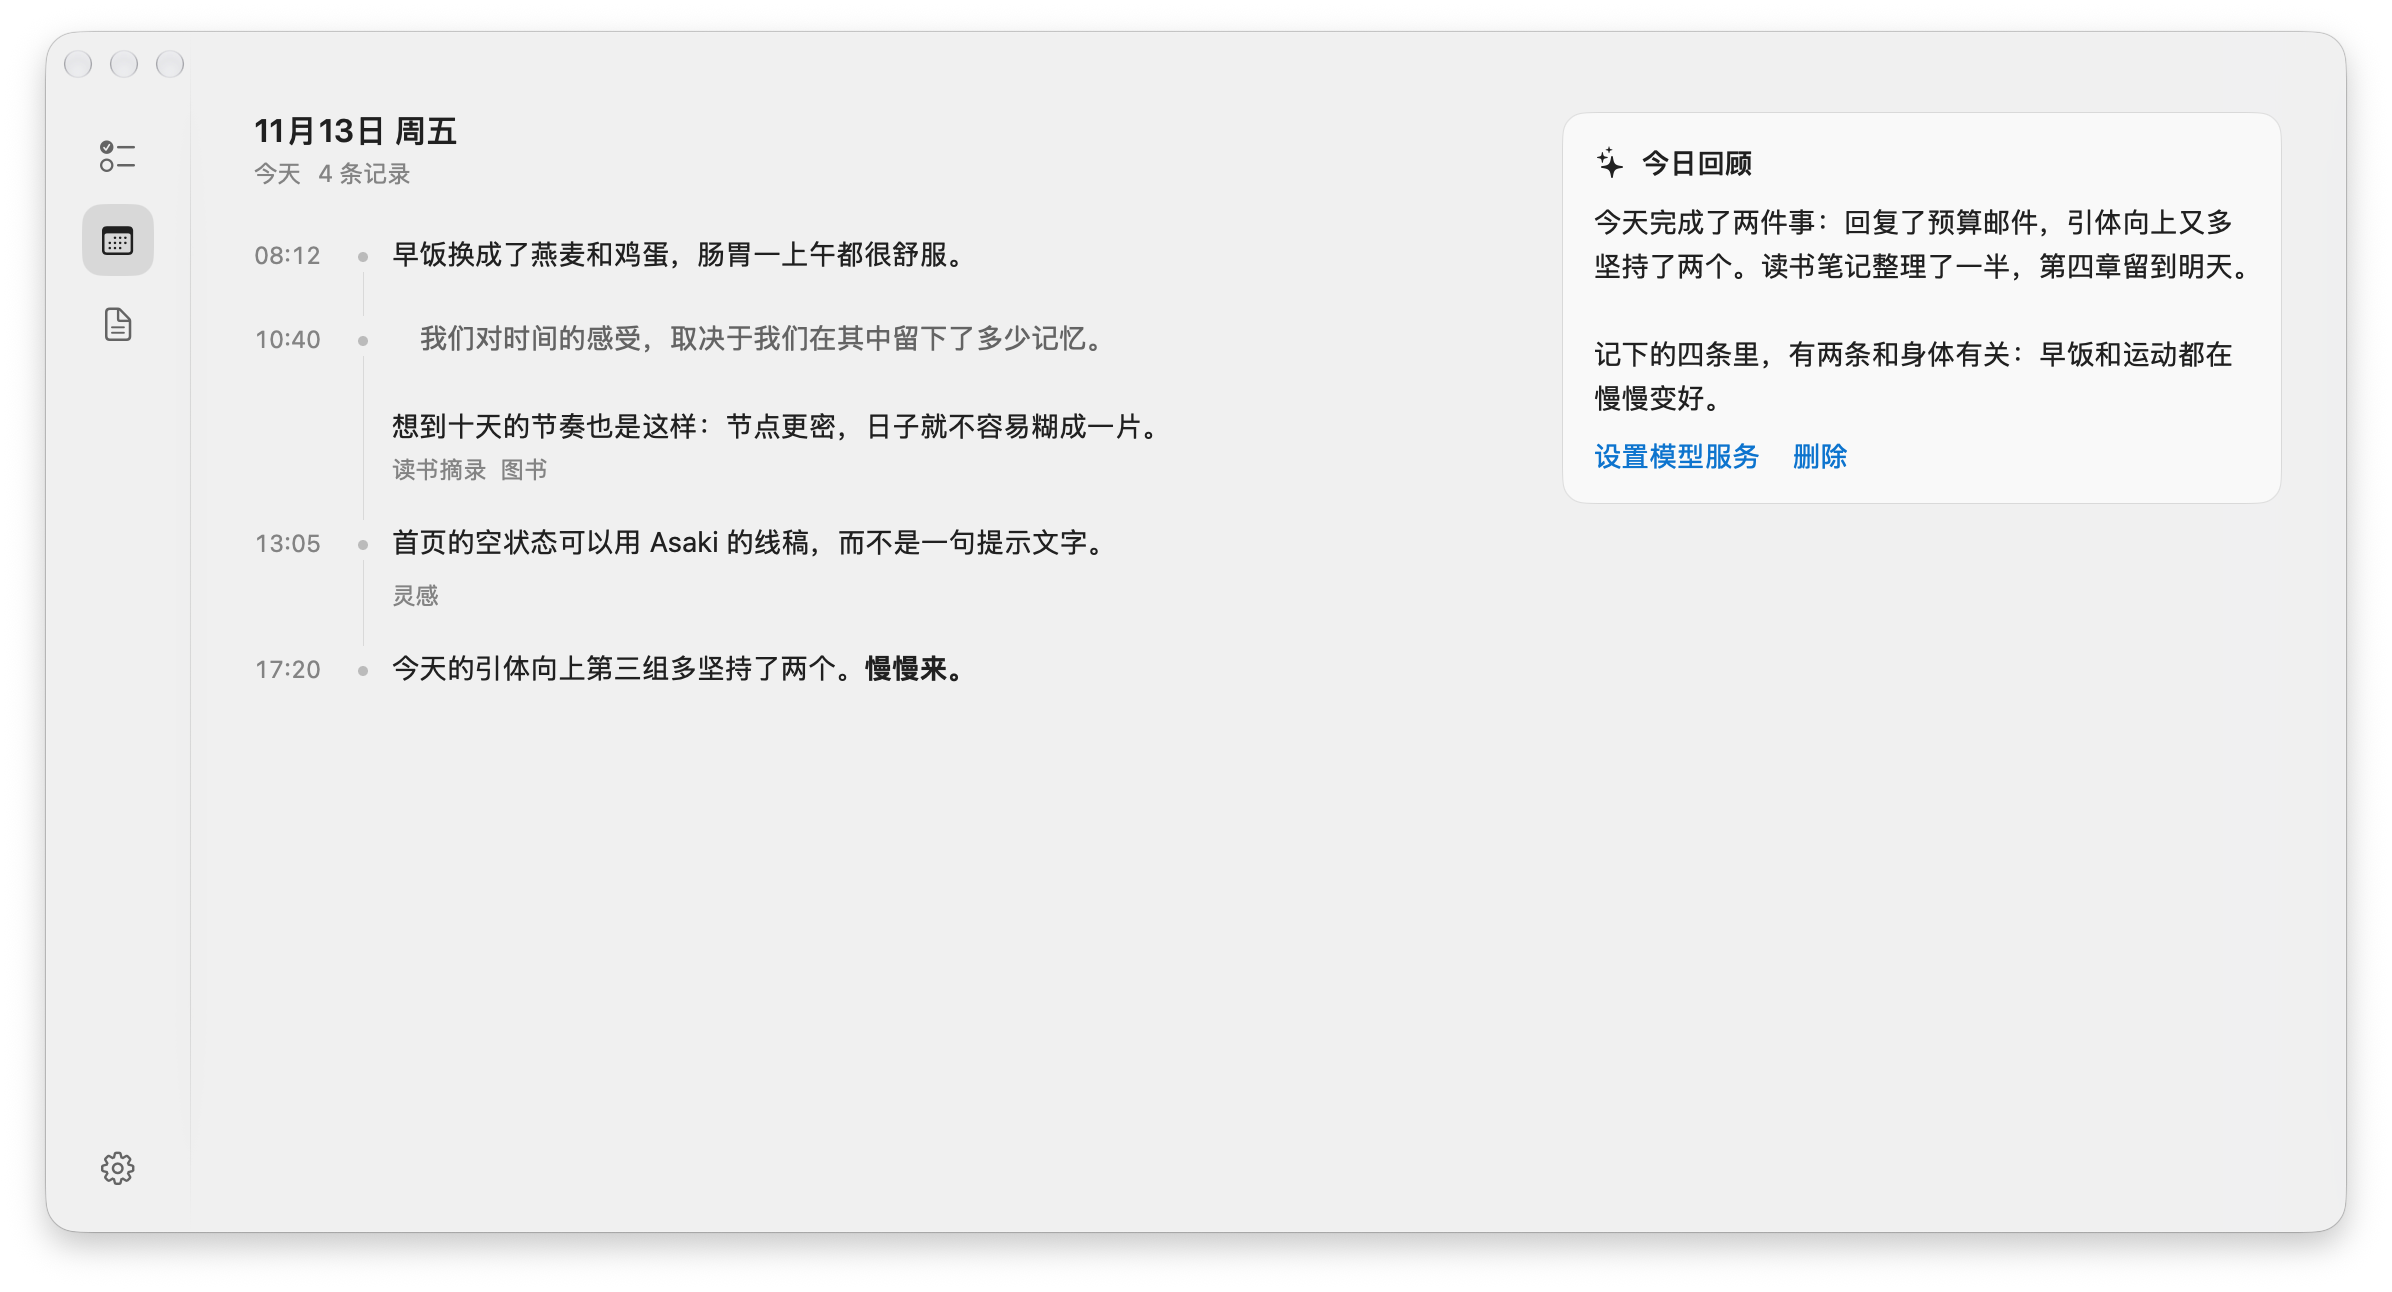 11月13日 周五
今天 4 条记录
08:12 早饭换成了燕麦和鸡蛋，肠胃一上午都很舒服。
10:40 我们对时间的感受，取决于我们在其中留下了多少记忆。
想到十天的节奏也是这样：节点更密，日子就不容易糊成一片。
读书摘录 图书
13:05 首页的空状态可以用 Asaki 的线稿，而不是一句提示文字。
灵感
17:20 今天的引体向上第三组多坚持了两个。慢慢来。
今日回顾
今天完成了两件事：回复了预算邮件，引体向上又多
坚持了两个。读书笔记整理了一半，第四章留到明天。
记下的四条里，有两条和身体有关：早饭和运动都在
慢慢变好。
设置模型服务 删除